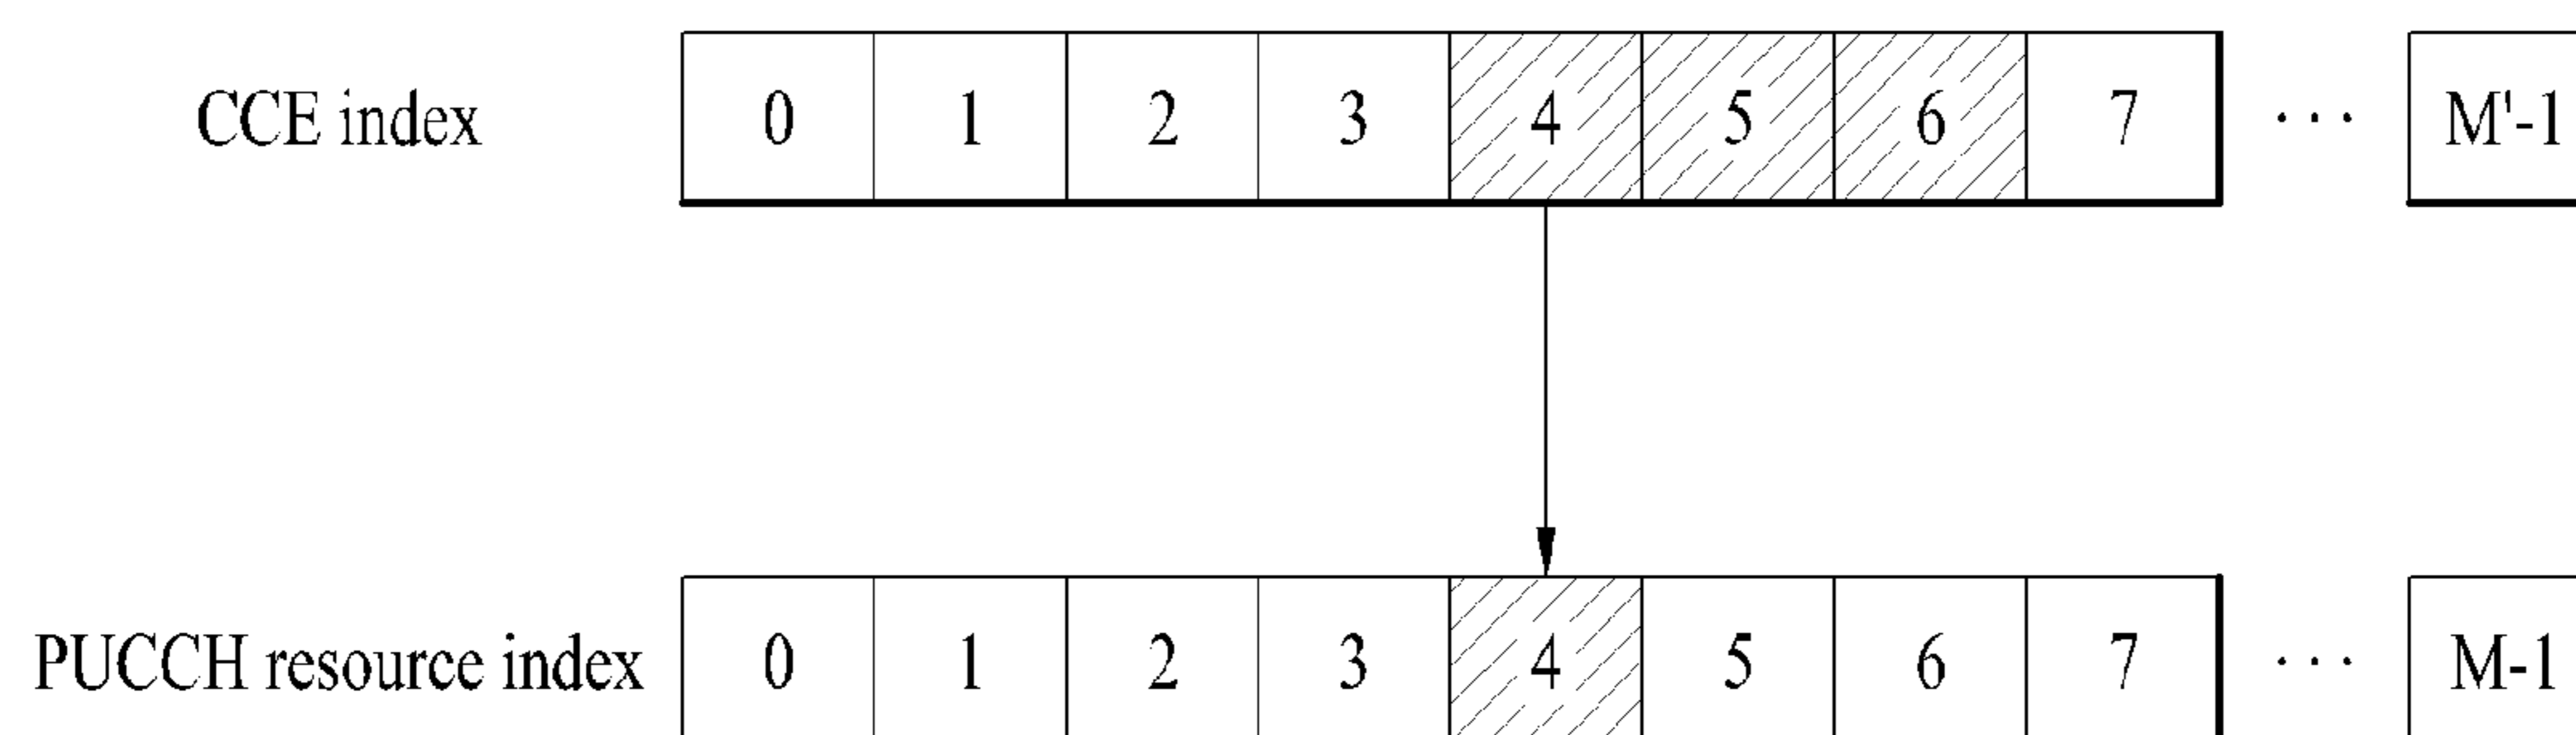 CCE index 0 1 2 3 4 5 6 7 ... M'-1
PUCCH resource index 0 1 2 3 4 5 6 7 ... M-1